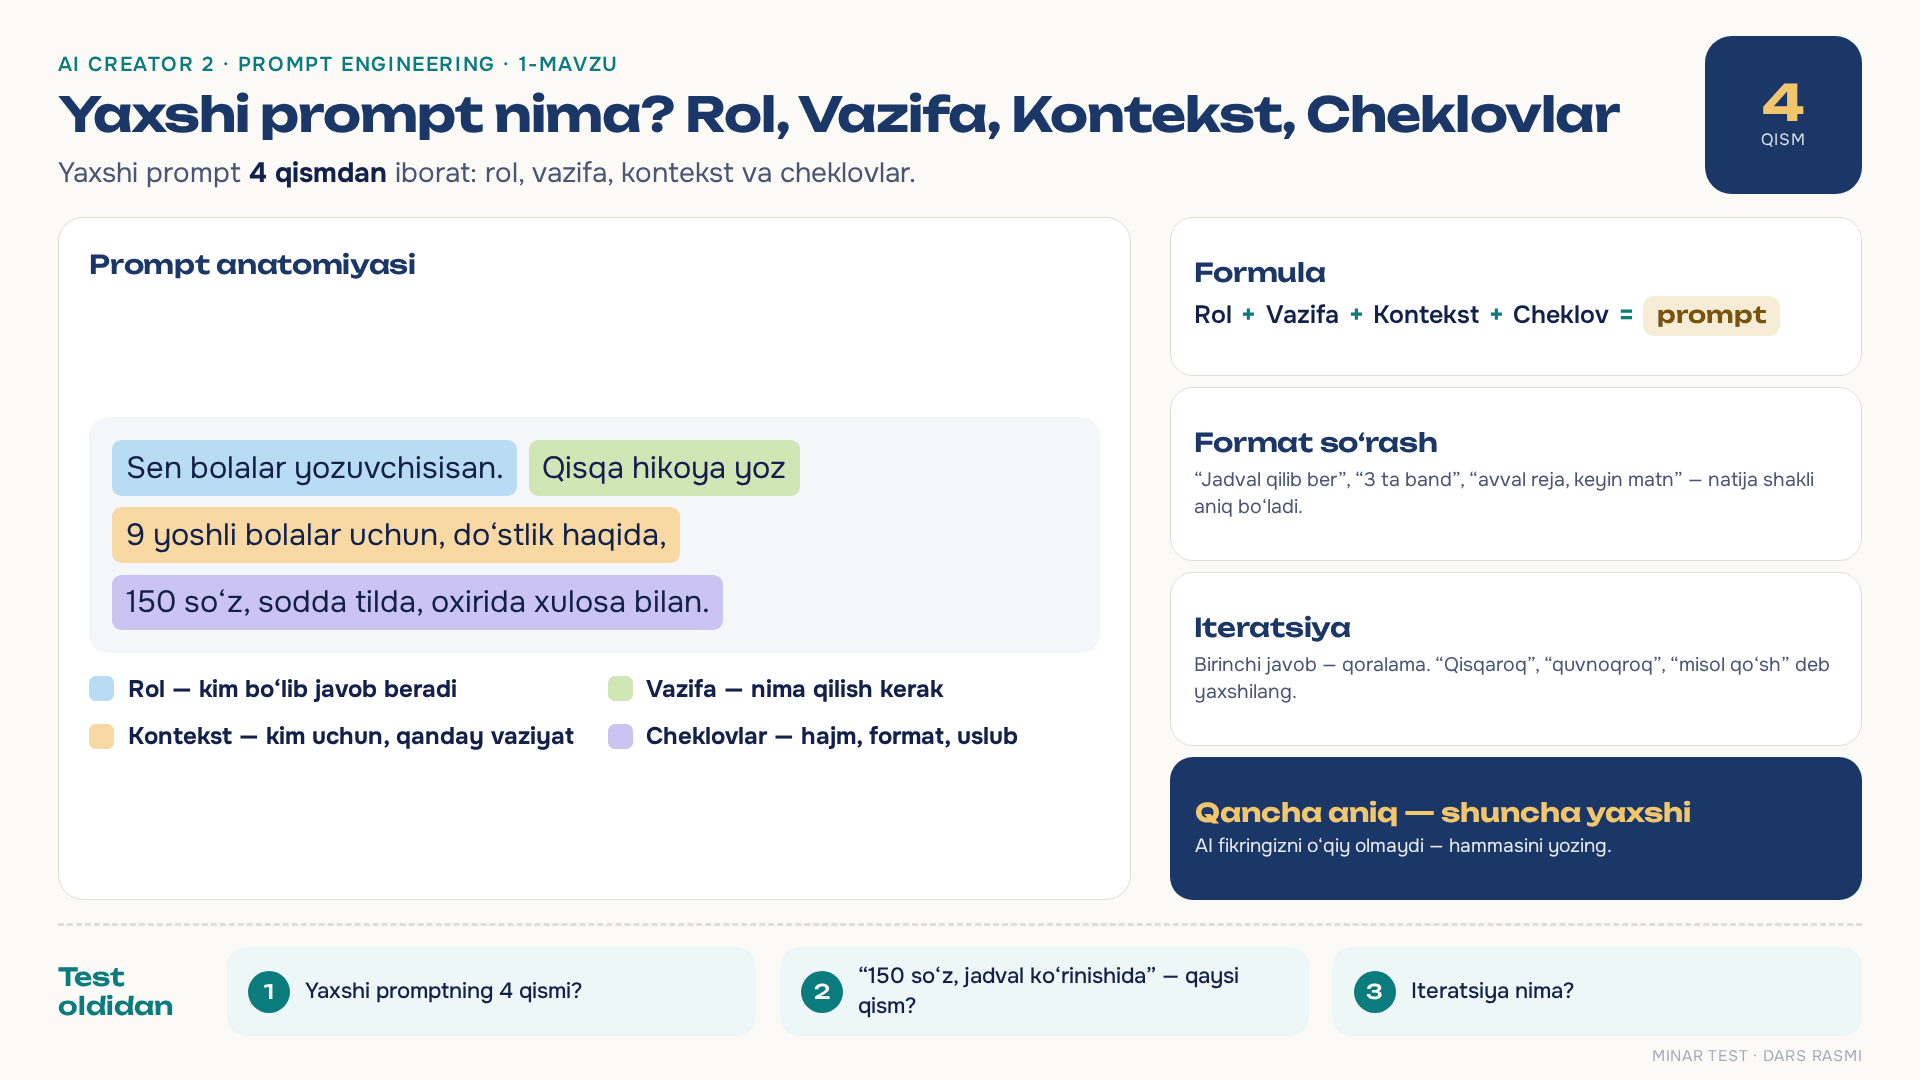 AI CREATOR 2 · PROMPT ENGINEERING · 1-MAVZU
Yaxshi prompt nima? Rol, Vazifa, Kontekst, Cheklovlar
Yaxshi prompt 4 qismdan iborat: rol, vazifa, kontekst va cheklovlar.
4
QISM
Prompt anatomiyasi
Sen bolalar yozuvchisisan. Qisqa hikoya yoz
9 yoshli bolalar uchun, do‘stlik haqida,
150 so‘z, sodda tilda, oxirida xulosa bilan.
Rol — kim bo‘lib javob beradi
Vazifa — nima qilish kerak
Kontekst — kim uchun, qanday vaziyat
Cheklovlar — hajm, format, uslub
Formula
Rol + Vazifa + Kontekst + Cheklov = prompt
Format so‘rash
“Jadval qilib ber”, “3 ta band”, “avval reja, keyin matn” — natija shakli
aniq bo‘ladi.
Iteratsiya
Birinchi javob — qoralama. “Qisqaroq”, “quvnoqroq”, “misol qo‘sh” deb
yaxshilang.
Qancha aniq — shuncha yaxshi
AI fikringizni o‘qiy olmaydi — hammasini yozing.
Test
oldidan
1 Yaxshi promptning 4 qismi?
2 “150 so‘z, jadval ko‘rinishida” — qaysi
qism?
3 Iteratsiya nima?
MINAR TEST · DARS RASMI